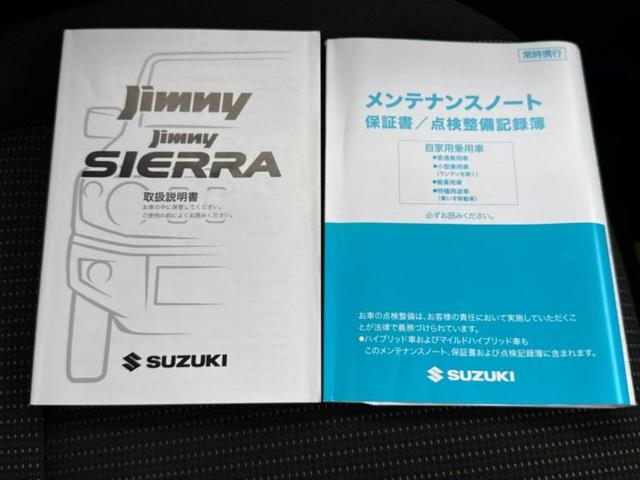 Jimny
Jimny
SIERRA
取扱説明書
お車の中に保管してください。
ご使用の前によくお読みください。
SUZUKI
常時携行
メンテナンスノート
保証書／点検整備記録簿
自家用乗用車
●普通乗用車
●小型乗用車
(ランディを除く)
●軽乗用車
●特種用途車
(車いす移動車)
必ずお読みください。
お車の点検整備は、お客様の責任において実施していただくこ
とが法律で義務づけられています。
●ハイブリッド車およびマイルドハイブリッド車も
このメンテナンスノート、保証書および点検記録簿に含まれます。
SUZUKI